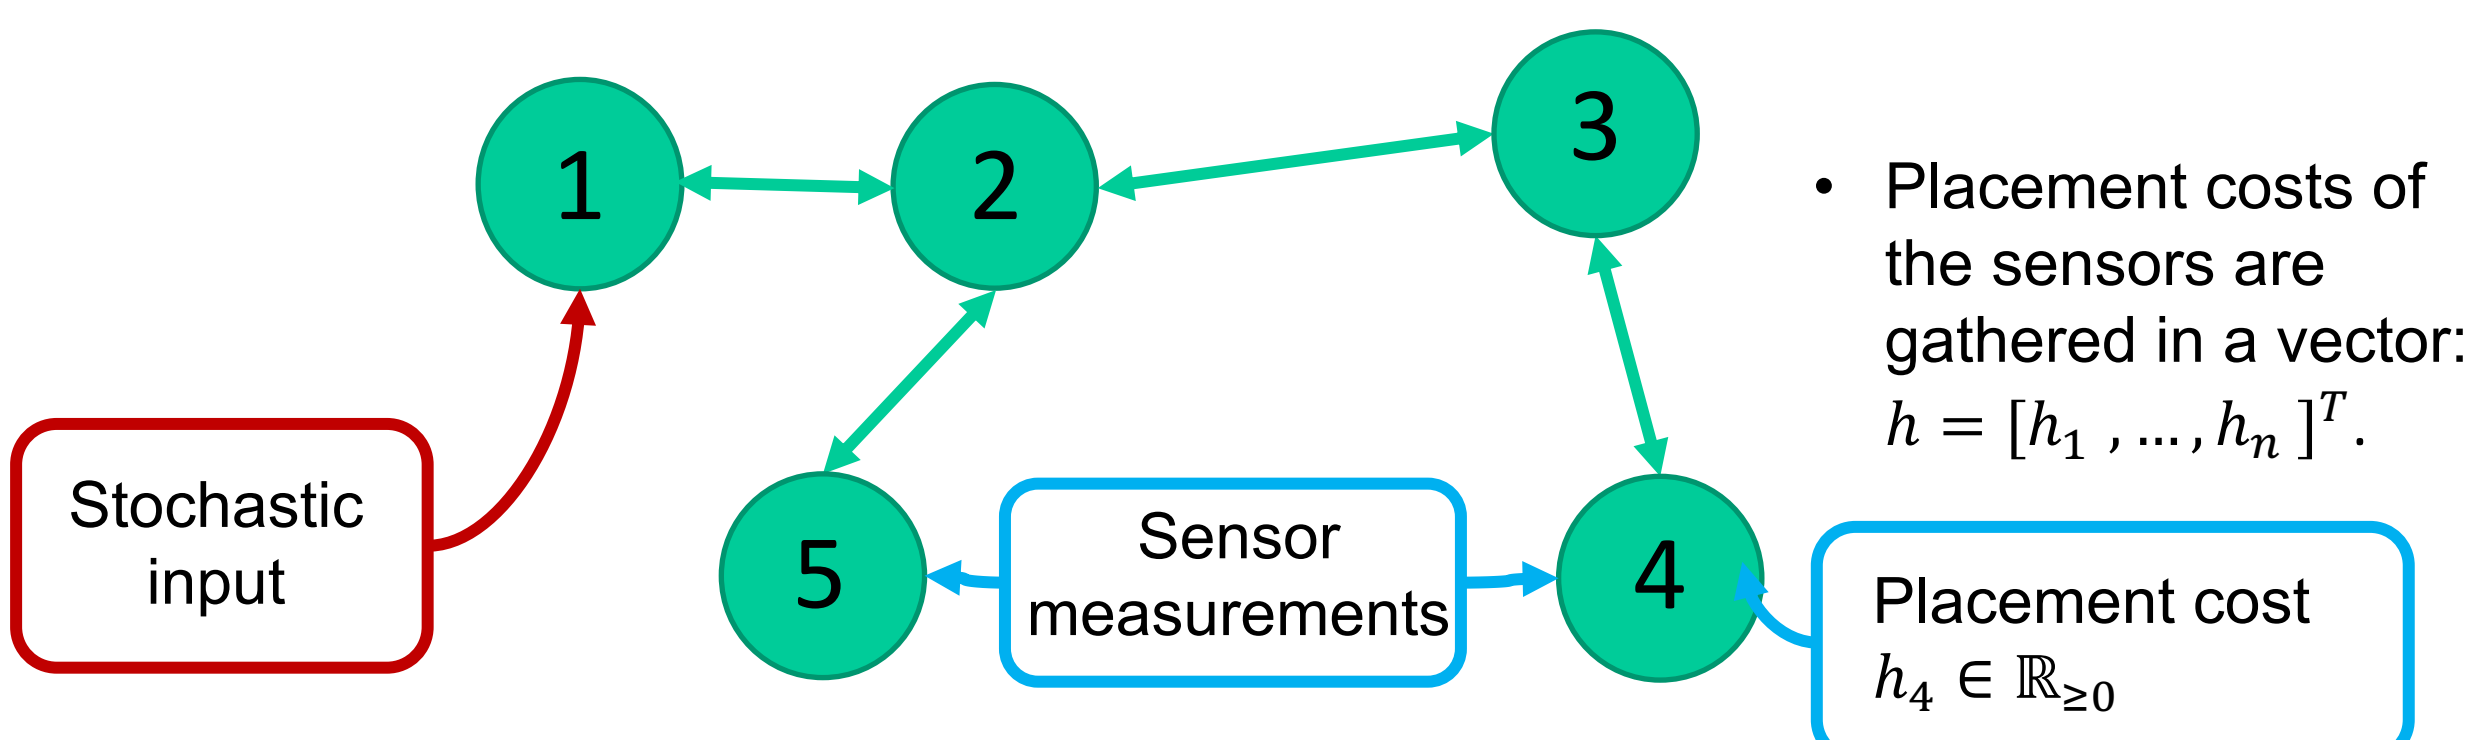 1
2
3
• Placement costs of
the sensors are
gathered in a vector:
h = [h₁ , … , hₙ ]ᵀ.
Stochastic
input
5
Sensor
measurements
4
Placement cost
h₄ ∈ ℝ≥₀